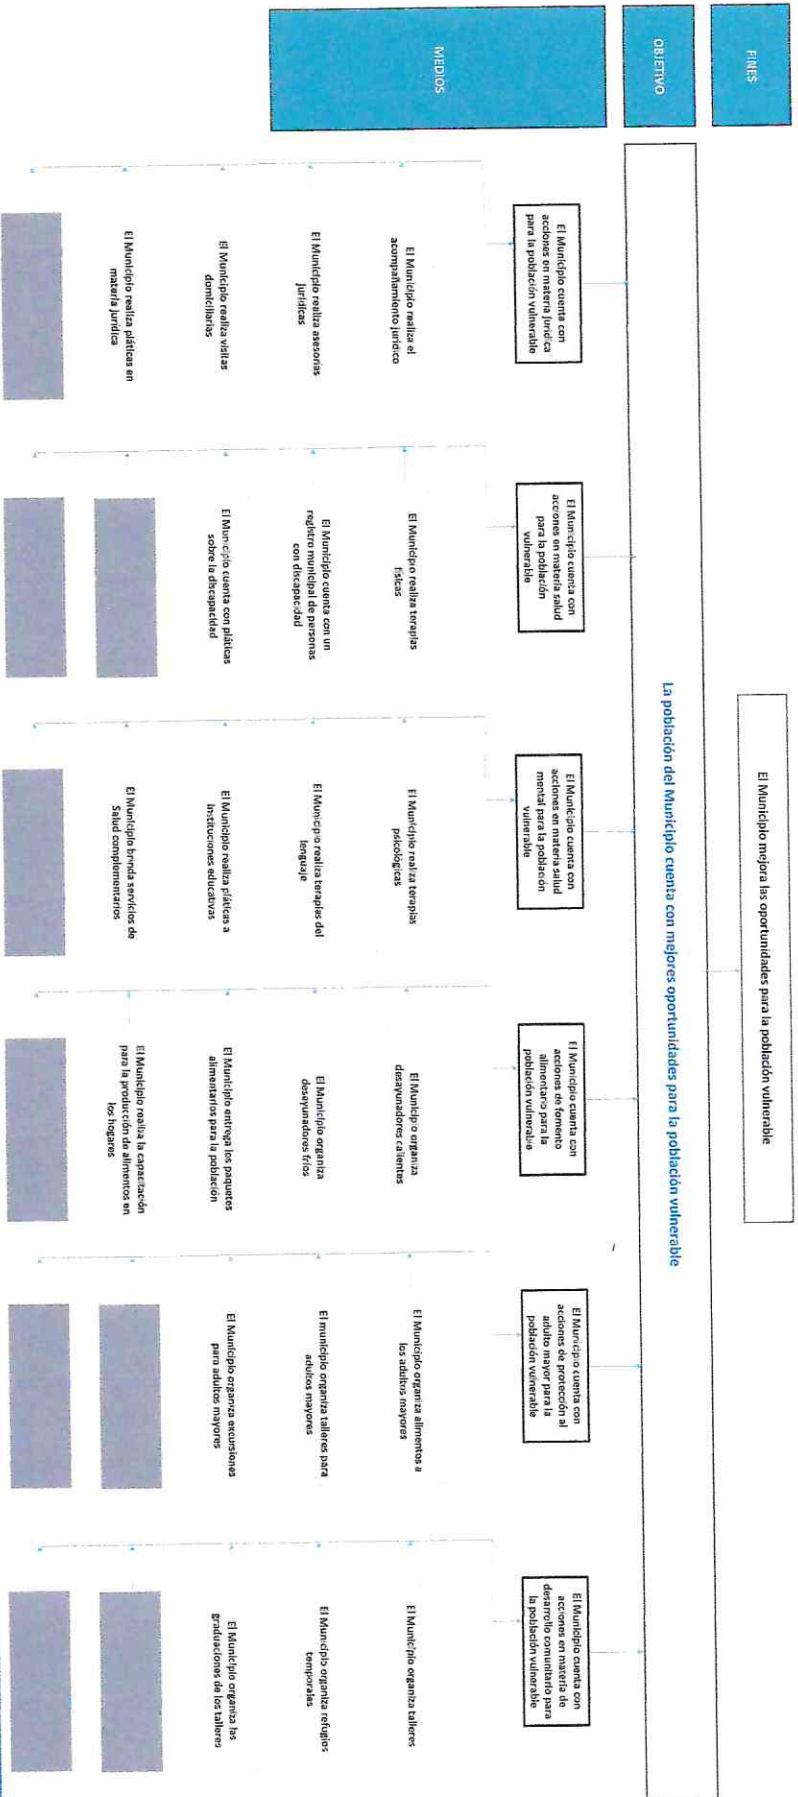 FINES
El Municipio mejora las oportunidades para la población vulnerable
OBJETIVO
La población del Municipio cuenta con mejores oportunidades para la población vulnerable
MEDIOS
El Municipio cuenta con
acciones en materia jurídica
para la población vulnerable
El Municipio realiza el
acompañamiento jurídico
El Municipio realiza asesorías
jurídicas
El Municipio realiza visitas
domiciliarias
El Municipio realiza pláticas en
materia jurídica
El Municipio cuenta con
acciones en materia salud
para la población
vulnerable
El Municipio realiza terapias
físicas
El Municipio cuenta con un
registro municipal de personas
con discapacidad
El Municipio cuenta con pláticas
sobre la discapacidad
El Municipio cuenta con
acciones en materia salud
mental para la población
vulnerable
El Municipio realiza terapias
psicológicas
El Municipio realiza terapias del
lenguaje
El Municipio realiza pláticas a
instituciones educativas
El Municipio brinda servicios de
Salud complementarios
El Municipio cuenta con
acciones de fomento
alimentario para la
población vulnerable
El Municipio organiza
desayunadores calientes
El Municipio organiza
desayunadores fríos
El Municipio entrega los paquetes
alimentarios para la población
El Municipio realiza la capacitación
para la producción de alimentos en
los hogares
El Municipio cuenta con
acciones de protección al
adulto mayor para la
población vulnerable
El Municipio organiza alimentos a
los adultos mayores
El municipio organiza talleres para
adultos mayores
El Municipio organiza excursiones
para adultos mayores
El Municipio cuenta con
acciones en materia de
desarrollo comunitario para
la población vulnerable
El Municipio organiza talleres
El Municipio organiza refugios
temporales
El Municipio organiza las
graduaciones de los talleres